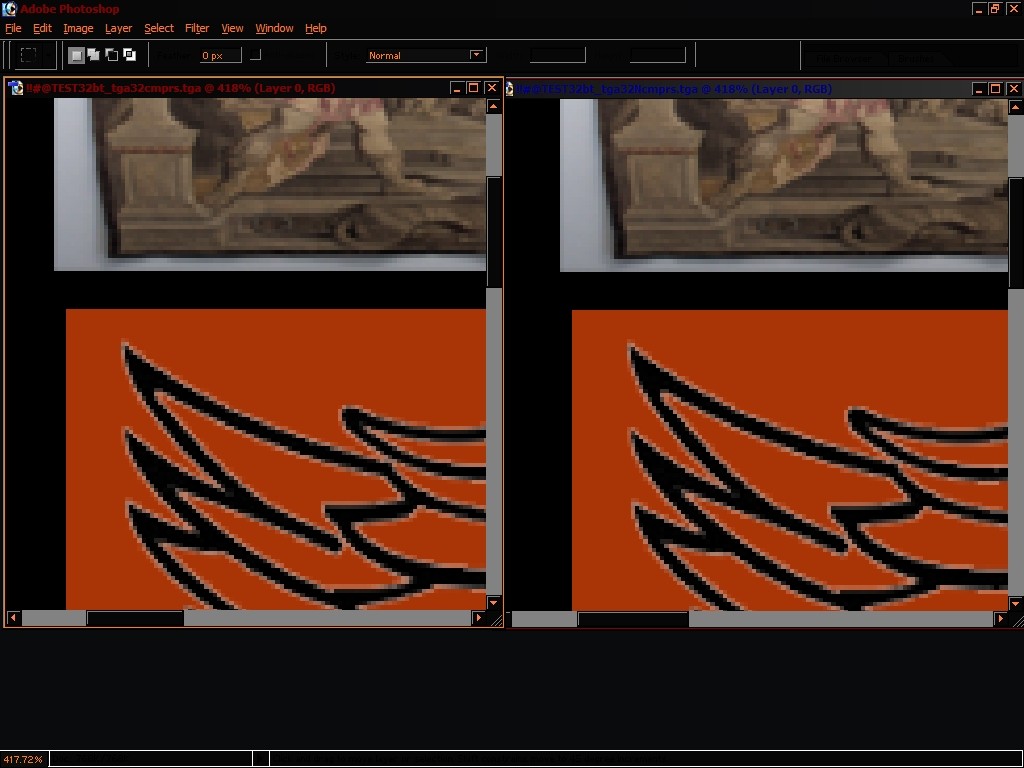 Adobe Photoshop
File Edit Image Layer Select Filter View Window Help
0 px Normal
!!#@TEST32bt_tga32cmprs.tga @ 418% (Layer 0, RGB)
!!#@TEST32bt_tga32llcmprs.tga @ 418% (Layer 0, RGB)
417.72%